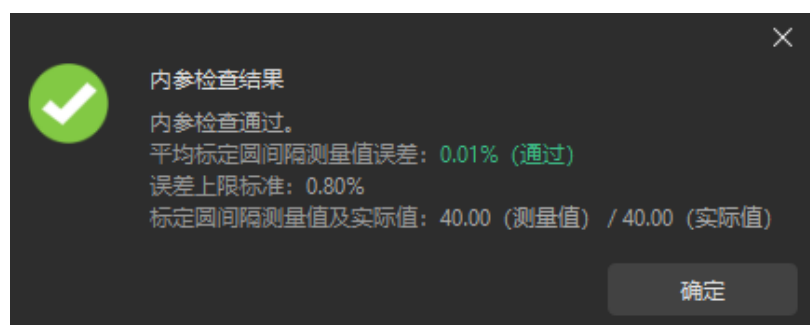 内参检查结果
内参检查通过。
平均标定圆间隔测量值误差：0.01%（通过）
误差上限标准：0.80%
标定圆间隔测量值及实际值：40.00（测量值） / 40.00（实际值）
确定